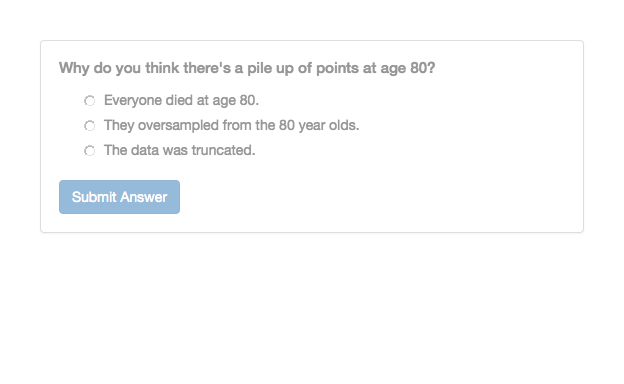 Why do you think there's a pile up of points at age 80?
Everyone died at age 80.
They oversampled from the 80 year olds.
The data was truncated.
Submit Answer